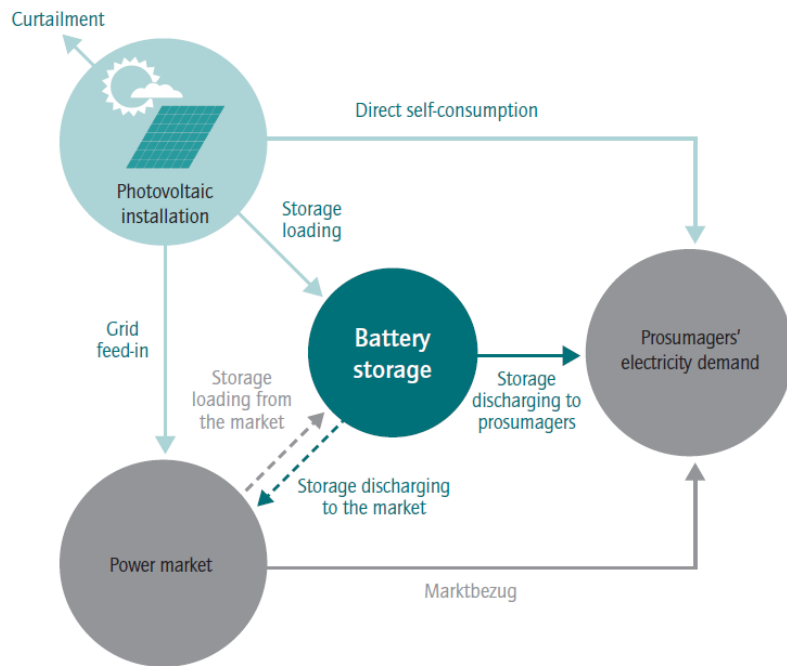 Curtailment
Direct self-consumption
Photovoltaic
installation
Storage
loading
Grid
feed-in
Battery
storage
Prosumagers'
electricity demand
Storage
loading from
the market
Storage
discharging to
prosumagers
Storage discharging
to the market
Power market
Marktbezug